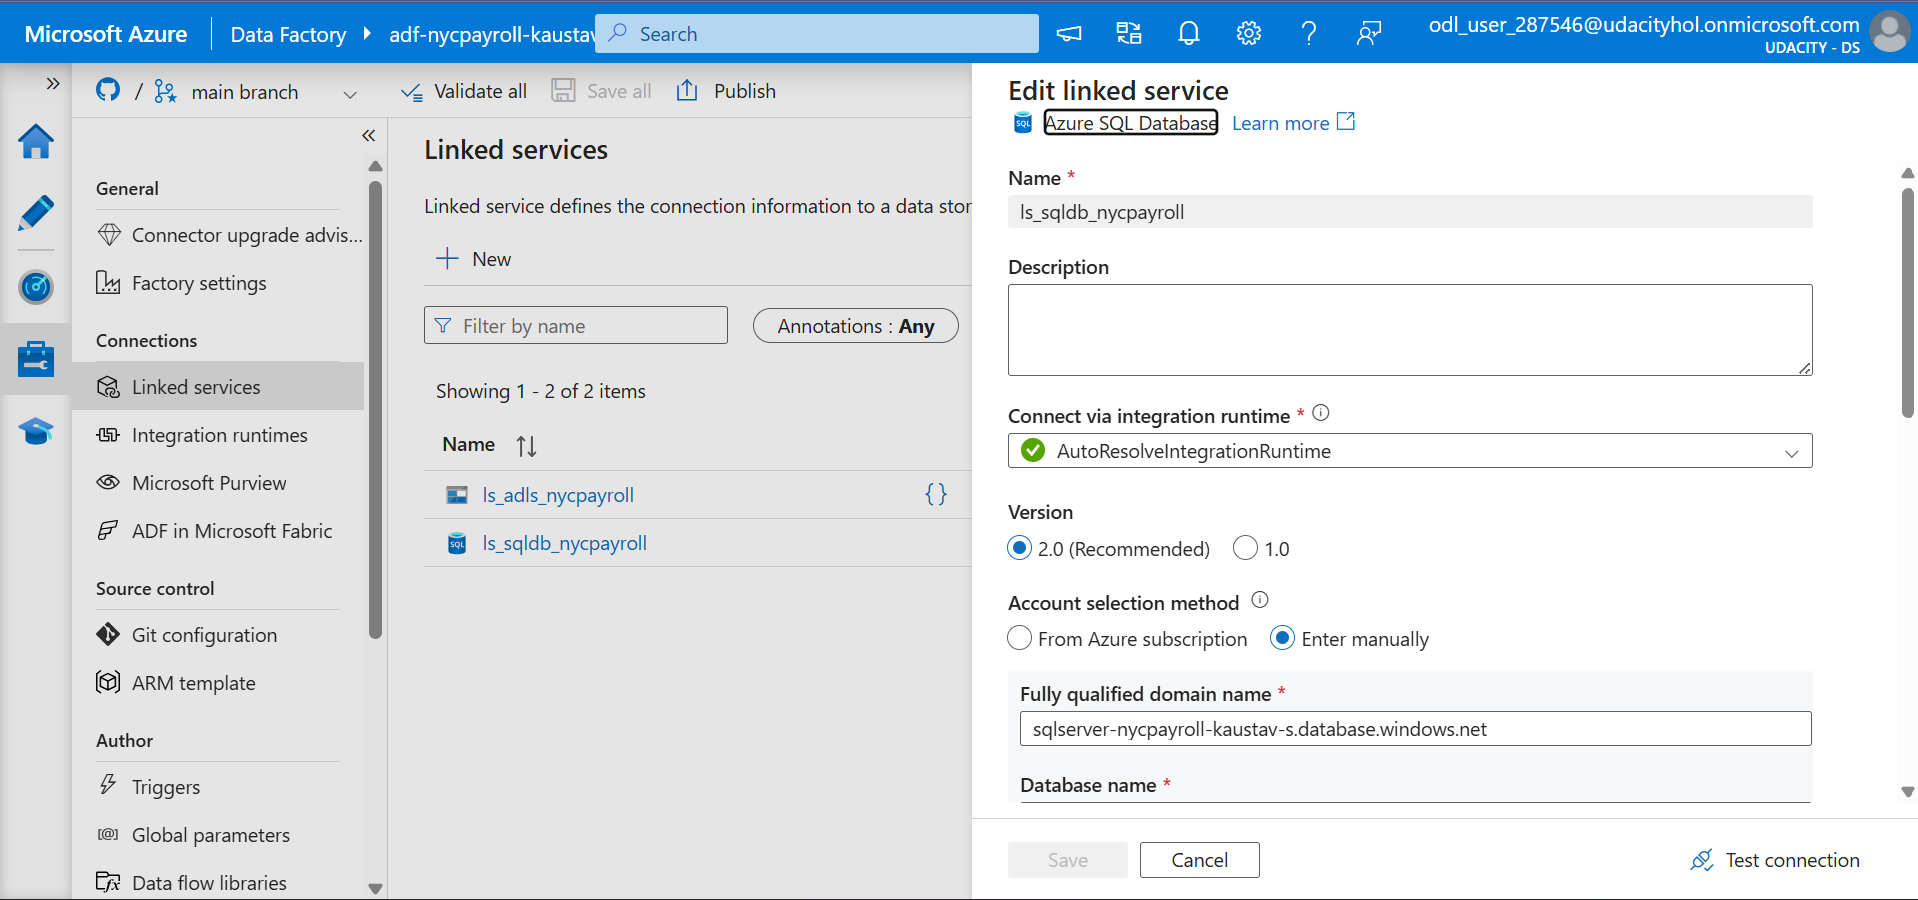 Microsoft Azure
Data Factory
adf-nycpayroll-kaustav
Search
odl_user_287546@udacityhol.onmicrosoft.com
UDACITY - DS
/ main branch
Validate all
Save all
Publish
General
Connector upgrade advis...
Factory settings
Connections
Linked services
Integration runtimes
Microsoft Purview
ADF in Microsoft Fabric
Source control
Git configuration
ARM template
Author
Triggers
Global parameters
Data flow libraries
Linked services
Linked service defines the connection information to a data stor
New
Filter by name
Annotations : Any
Showing 1 - 2 of 2 items
Name
ls_adls_nycpayroll
{}
SQL
ls_sqldb_nycpayroll
Edit linked service
SQL
Azure SQL Database
Learn more
Name *
ls_sqldb_nycpayroll
Description
Connect via integration runtime *
AutoResolveIntegrationRuntime
Version
2.0 (Recommended)
1.0
Account selection method
From Azure subscription
Enter manually
Fully qualified domain name *
sqlserver-nycpayroll-kaustav-s.database.windows.net
Database name *
Save
Cancel
Test connection